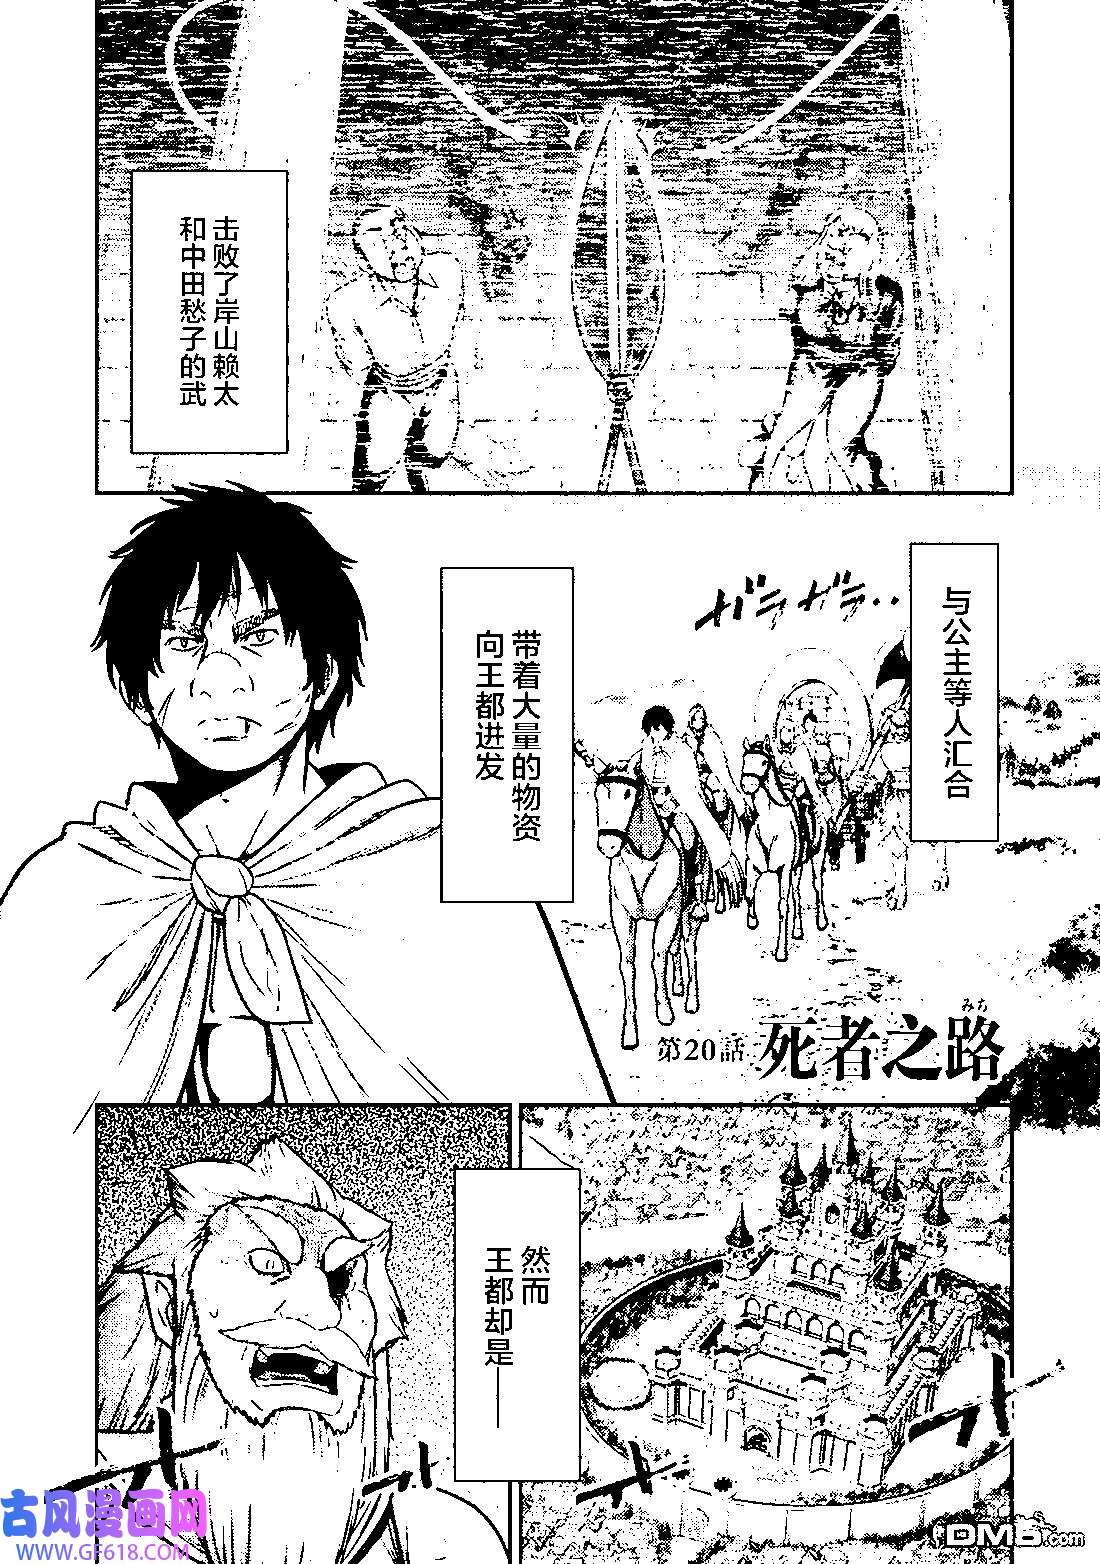 击败了岸山赖太
和中田愁子的武
与公主等人汇合
带着大量的物资
向王都进发
ガラガラ・・
みち
第20話 死者之路
然而
王都却是——
古风漫画网
WWW.GF618.COM
DM5.com